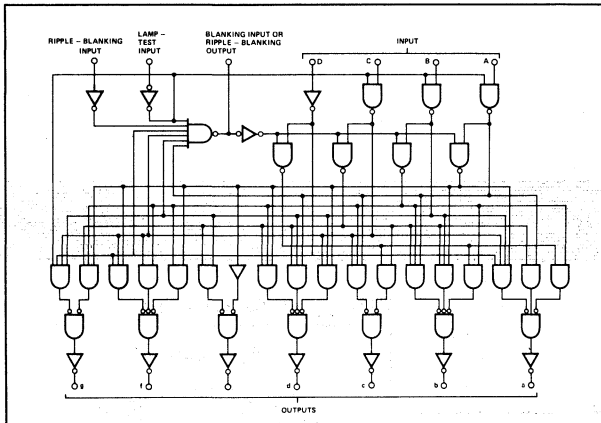 RIPPLE – BLANKING
INPUT
LAMP –
TEST
INPUT
BLANKING INPUT OR
RIPPLE – BLANKING
OUTPUT
INPUT
D
C
B
A
g
f
d
c
b
a
OUTPUTS